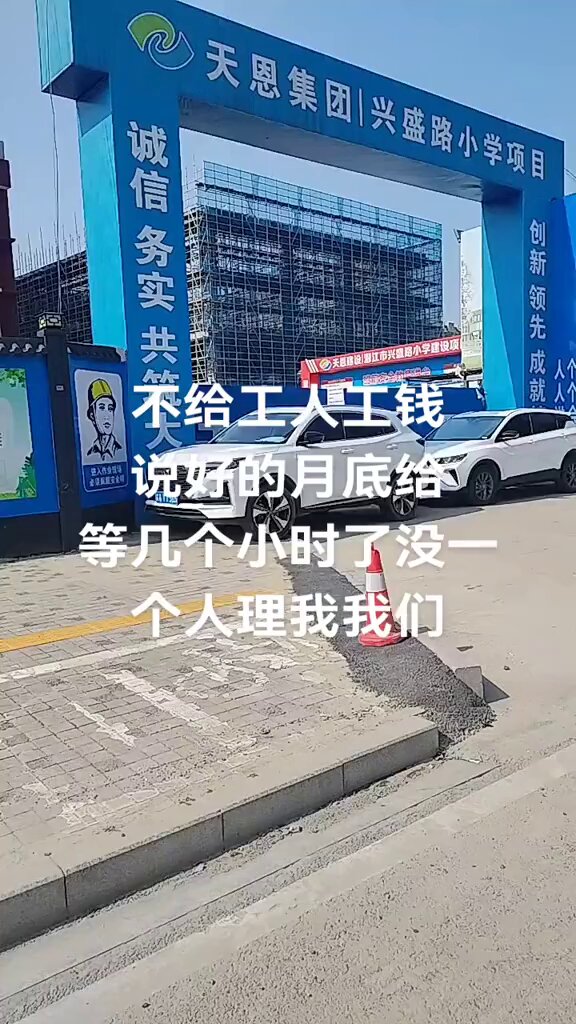 天恩集团|兴盛路小学项目
诚信务实 共筑
创新领先 成就
天恩建设|潜江市兴盛路小学建设项
进入作业现场
必须佩戴安全帽
不给工人工钱
说好的月底给
等几个小时了没一
个人理我我们